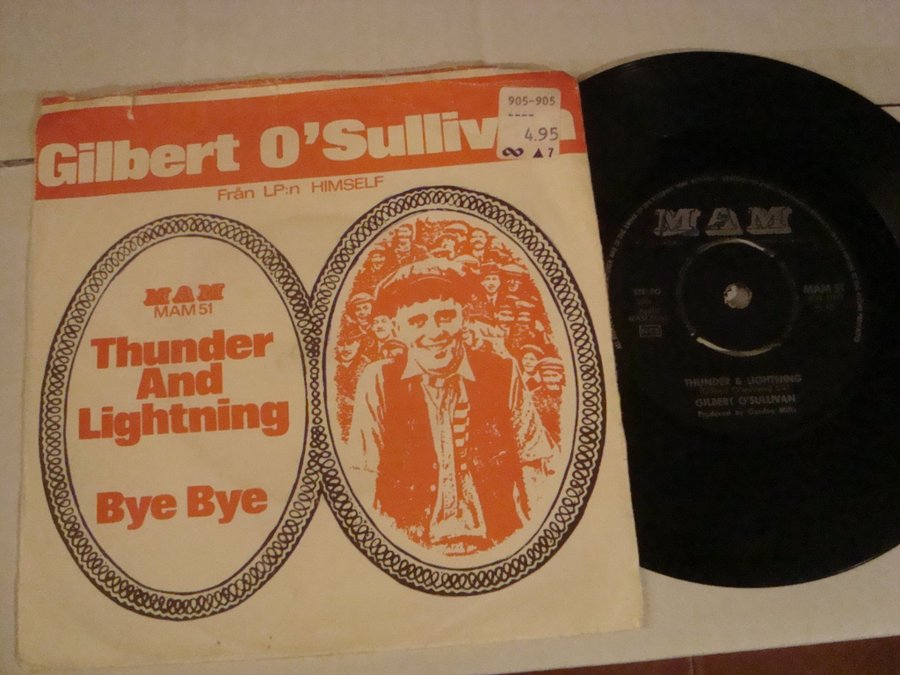 Gilbert O'Sulliv n
905-905
----
4.95
∞ ▲7
Från LP:n HIMSELF
MAM
MAM 51
Thunder
And
Lightning
Bye Bye
MAM
MAM 51
THUNDER & LIGHTNING
GILBERT O'SULLIVAN
Produced by Gordon Mills